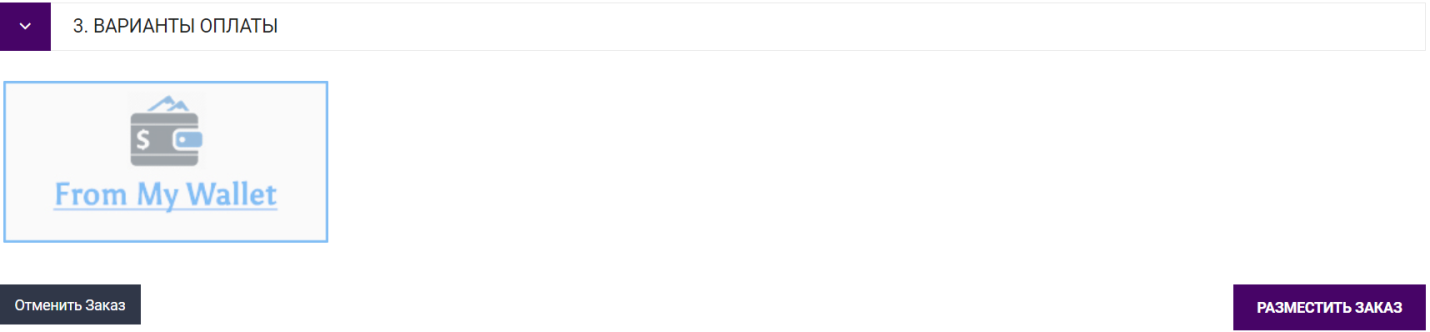 3. ВАРИАНТЫ ОПЛАТЫ
$
From My Wallet
Отменить Заказ
РАЗМЕСТИТЬ ЗАКАЗ